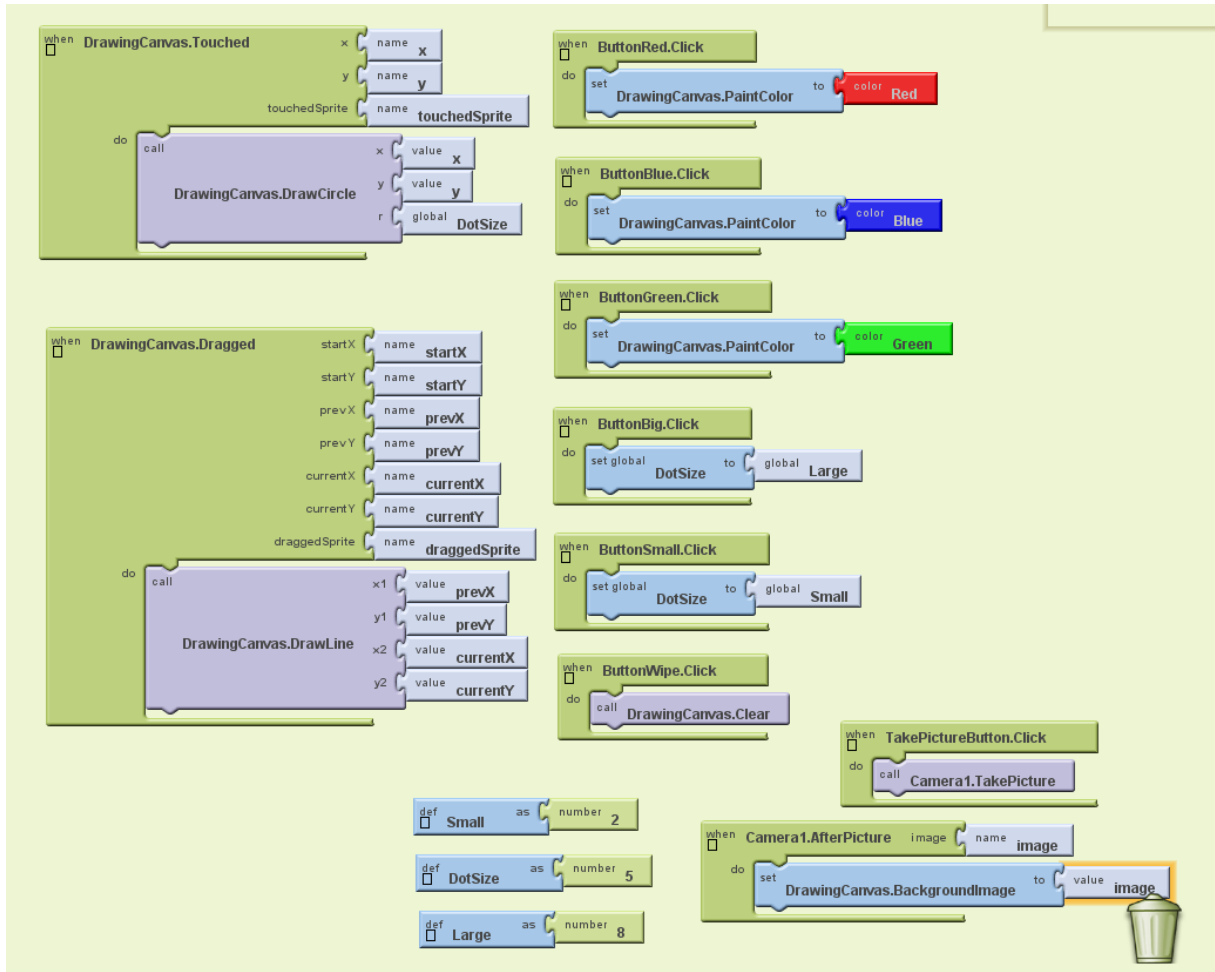 when DrawingCanvas.Touched x name x
y name y
touchedSprite name touchedSprite
do call DrawingCanvas.DrawCircle x value x
y value y
r global DotSize
when DrawingCanvas.Dragged startX name startX
startY name startY
prevX name prevX
prevY name prevY
currentX name currentX
currentY name currentY
draggedSprite name draggedSprite
do call DrawingCanvas.DrawLine x1 value prevX
y1 value prevY
x2 value currentX
y2 value currentY
when ButtonRed.Click
do set DrawingCanvas.PaintColor to color Red
when ButtonBlue.Click
do set DrawingCanvas.PaintColor to color Blue
when ButtonGreen.Click
do set DrawingCanvas.PaintColor to color Green
when ButtonBig.Click
do set global DotSize to global Large
when ButtonSmall.Click
do set global DotSize to global Small
when ButtonWipe.Click
do call DrawingCanvas.Clear
when TakePictureButton.Click
do call Camera1.TakePicture
def Small as number 2
def DotSize as number 5
def Large as number 8
when Camera1.AfterPicture image name image
do set DrawingCanvas.BackgroundImage to value image